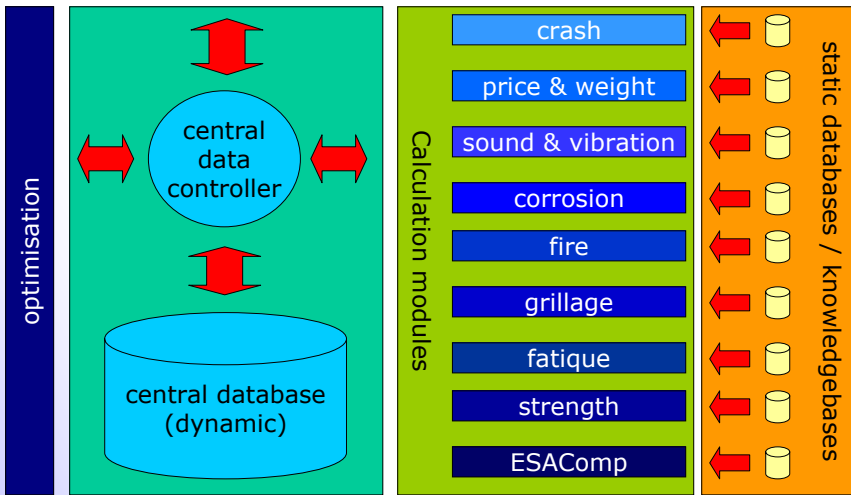 optimisation
central
data
controller
central database
(dynamic)
Calculation modules
crash
price & weight
sound & vibration
corrosion
fire
grillage
fatique
strength
ESAComp
static databases / knowledgebases